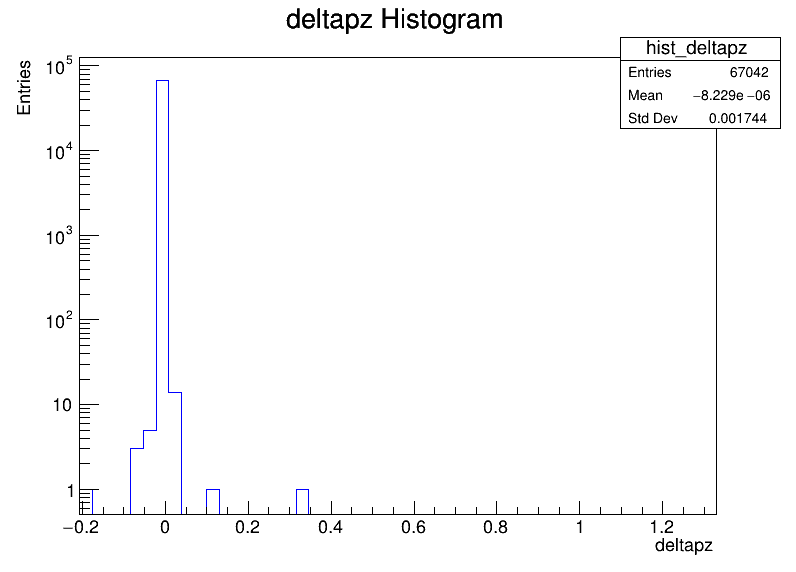 deltapz Histogram
hist_deltapz
Entries 67042
Mean −8.229e−06
Std Dev 0.001744
Entries
10^5
10^4
10^3
10^2
10
1
−0.2 0 0.2 0.4 0.6 0.8 1 1.2
deltapz